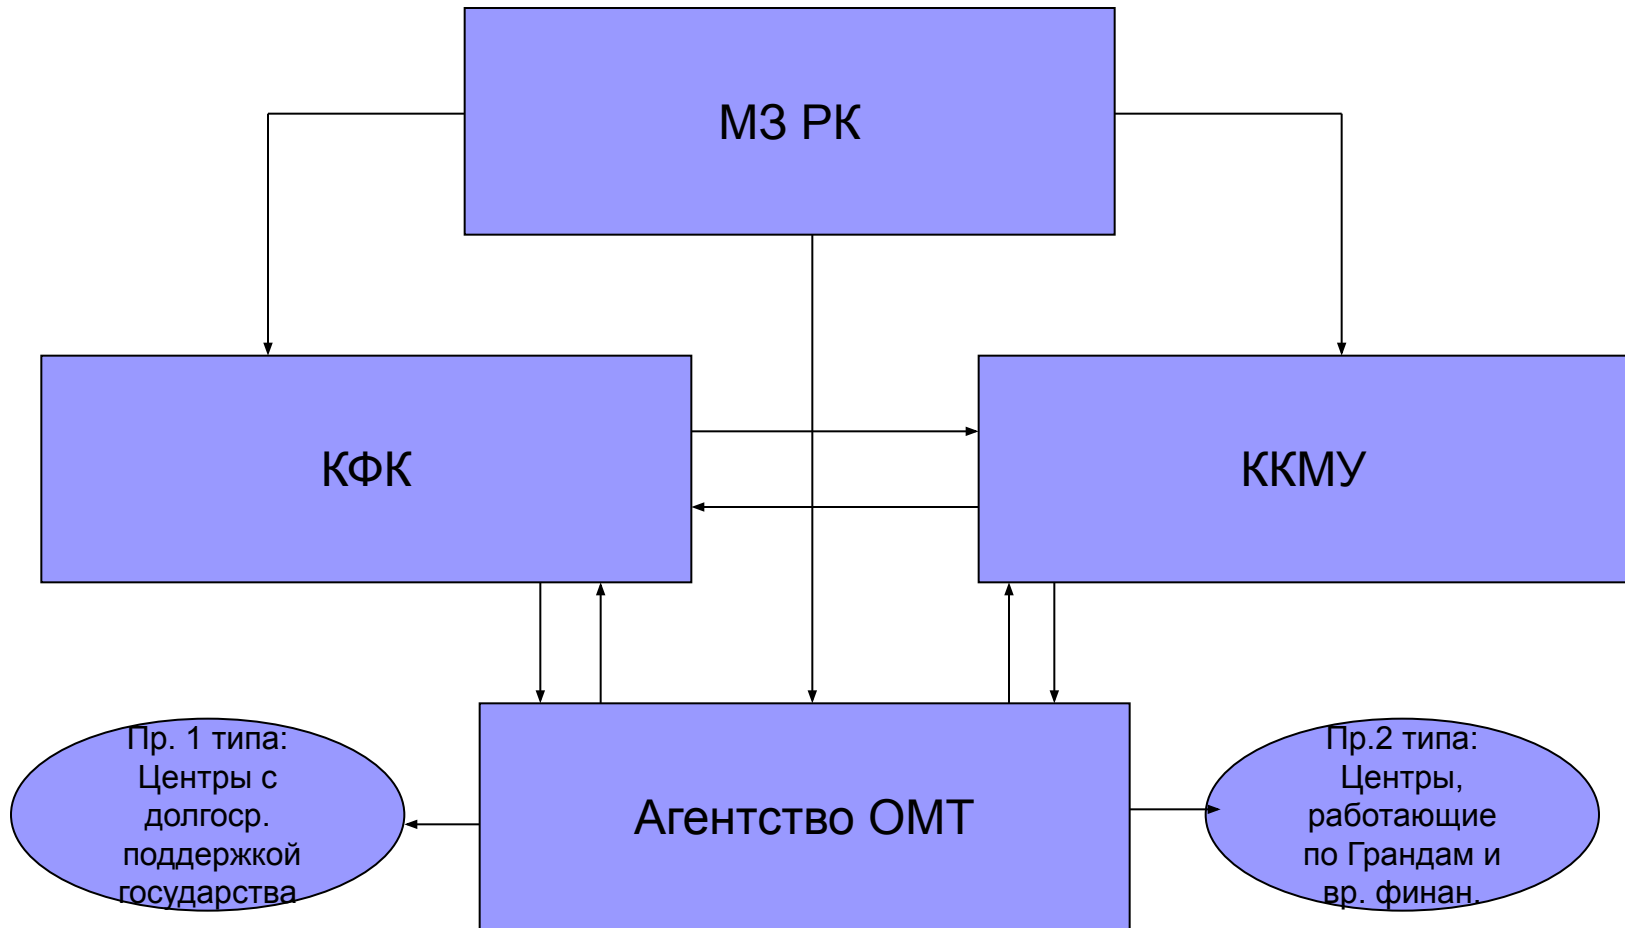 МЗ РК
КФК
ККМУ
Пр. 1 типа:
Центры с
долгоср.
поддержкой
государства
Агентство ОМТ
Пр.2 типа:
Центры,
работающие
по Грандам и
вр. финан.